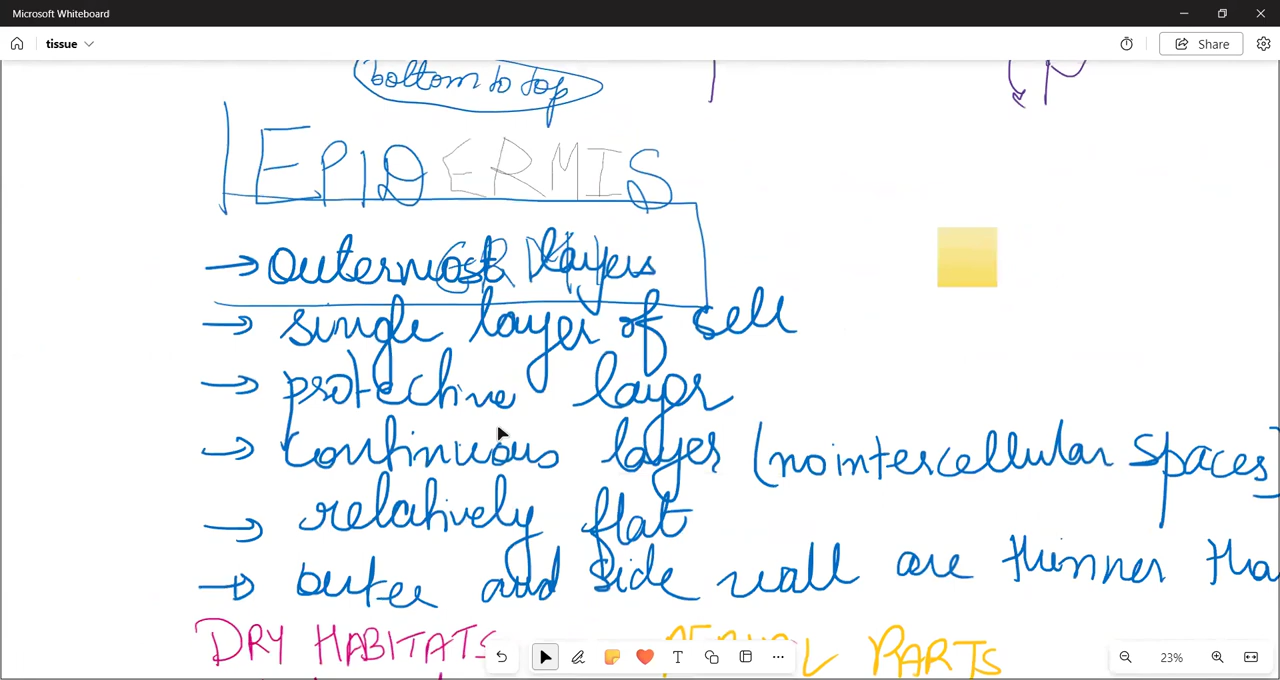 Microsoft Whiteboard
tissue
Share
bottom to top
EPIDERMIS
→ outermost layers
→ single layer of sell
→ protective layer
→ continuous layer (no intercellular spaces)
→ relatively flat
→ outer and side wall are thinner tha
DRY HABITATS
PARTS
23%